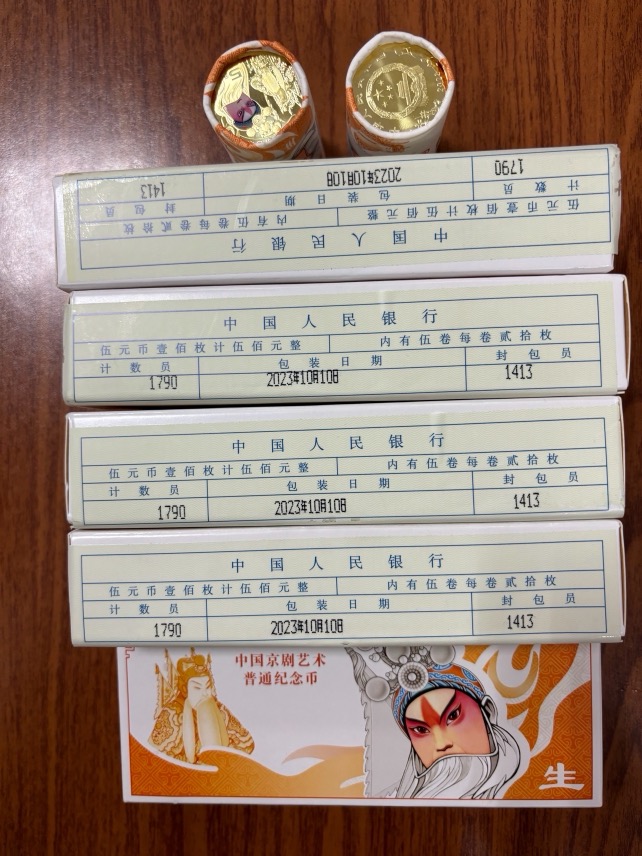 中国人民银行
伍元币壹佰枚计伍佰元整 内有伍卷每卷贰拾枚
计数员 包装日期 封包员
1790 2023年10月10日 1413
中国人民银行
伍元币壹佰枚计伍佰元整 内有伍卷每卷贰拾枚
计数员 包装日期 封包员
1790 2023年10月10日 1413
中国人民银行
伍元币壹佰枚计伍佰元整 内有伍卷每卷贰拾枚
计数员 包装日期 封包员
1790 2023年10月10日 1413
中国人民银行
伍元币壹佰枚计伍佰元整 内有伍卷每卷贰拾枚
计数员 包装日期 封包员
1790 2023年10月10日 1413
中国京剧艺术
普通纪念币
生